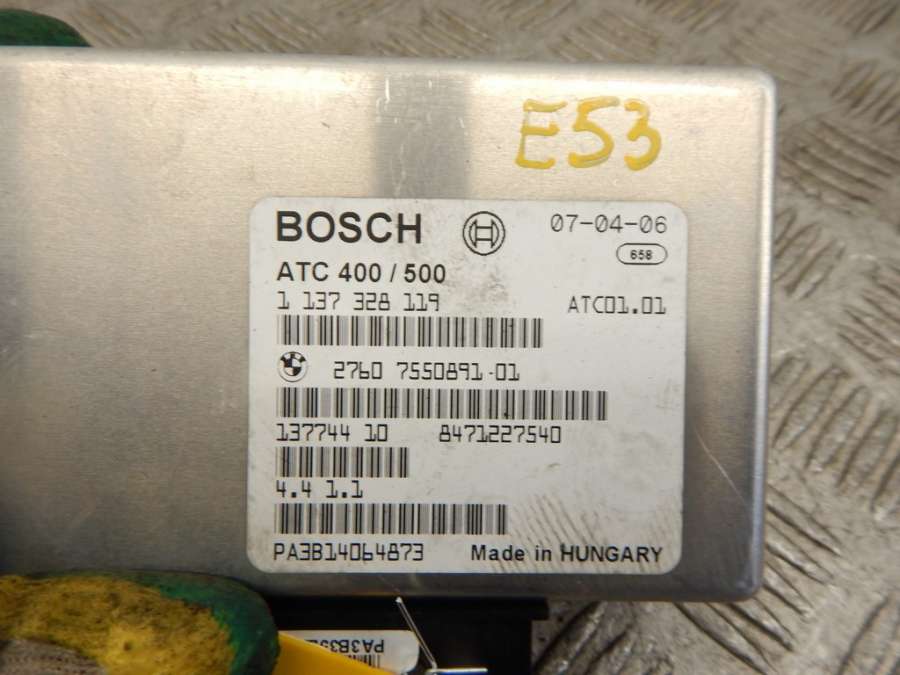 E53
BOSCH
07-04-06
658
ATC 400 / 500
1 137 328 119
ATC01.01
2760 7550891-01
137744 10 8471227540
4.4 1.1
PA3B14064873 Made in HUNGARY